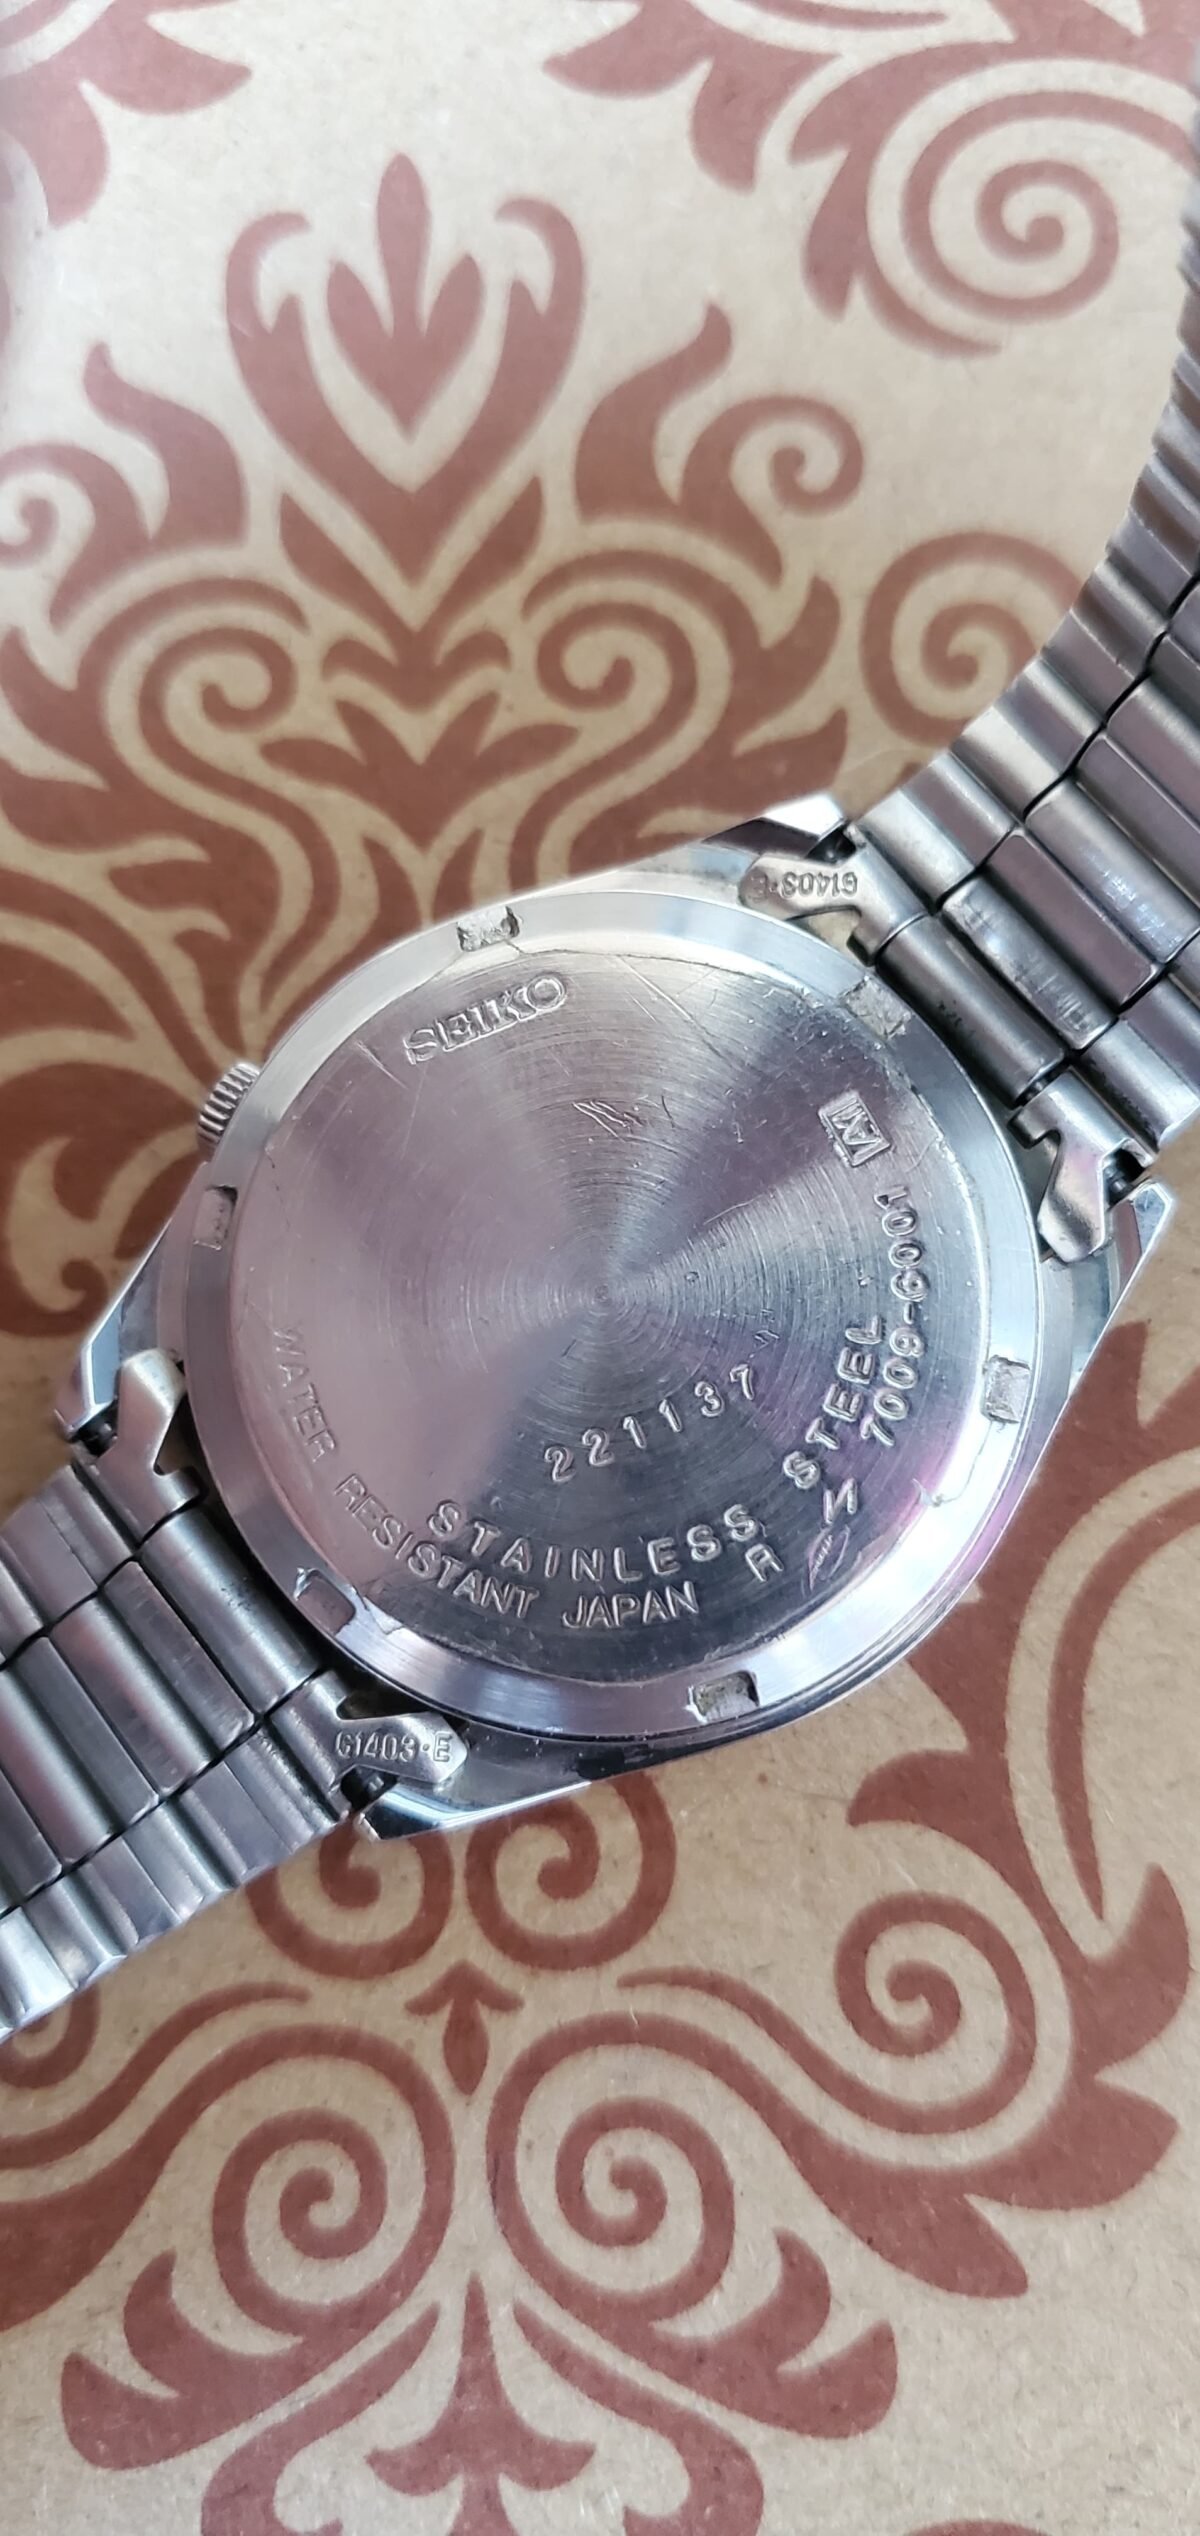 SEIKO
7009-6001
221137
STAINLESS STEEL
WATER RESISTANT JAPAN R
N
G1403·E
G1403·E